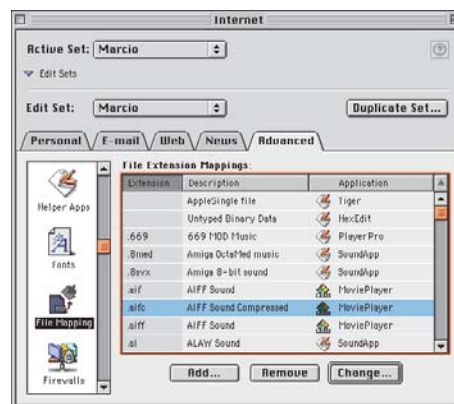 Internet
Active Set: Marcio
Edit Sets
Edit Set: Marcio
Duplicate Set...
Personal E-mail Web News Advanced
File Extension Mappings:
Extension Description Application
AppleSingle file Tiger
Untyped Binary Data HexEdit
.669 669 MOD Music PlayerPro
.8med Amiga OctaMed music SoundApp
.8svx Amiga 8-bit sound SoundApp
.aif AIFF Sound MoviePlayer
.aifc AIFF Sound Compressed MoviePlayer
.aiff AIFF Sound MoviePlayer
.al ALAW Sound SoundApp
Helper Apps
Fonts
File Mapping
Firewalls
Add... Remove Change...